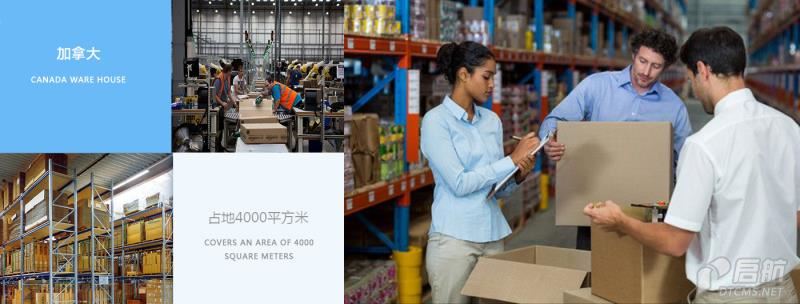 加拿大
CANADA WARE HOUSE
占地4000平方米
COVERS AN AREA OF 4000
SQUARE METERS
启航
DTCMS.NET